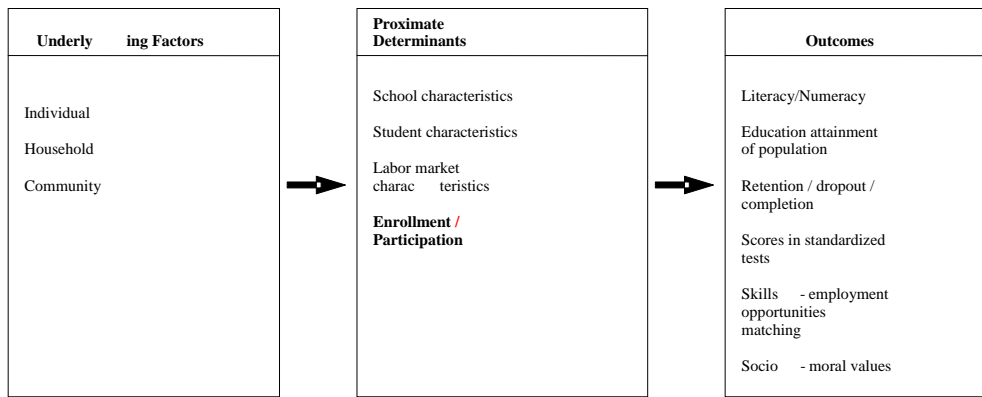 Underly ing Factors
Individual
Household
Community
Proximate
Determinants
School characteristics
Student characteristics
Labor market
charac teristics
Enrollment /
Participation
Outcomes
Literacy/Numeracy
Education attainment
of population
Retention / dropout /
completion
Scores in standardized
tests
Skills - employment
opportunities
matching
Socio - moral values